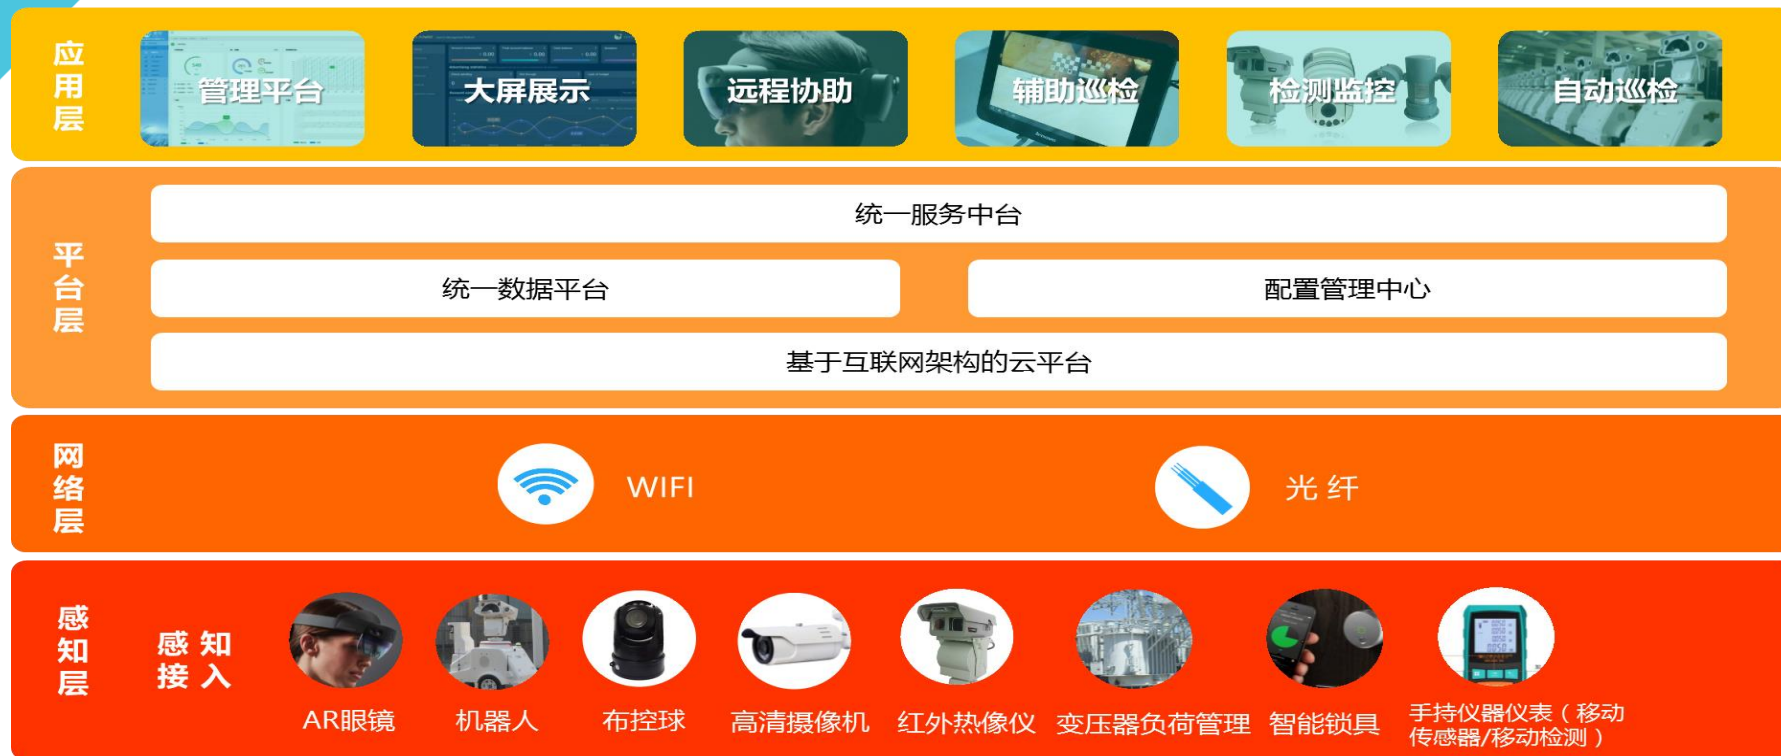 应用层
管理平台
大屏展示
远程协助
辅助巡检
检测监控
自动巡检
平台层
统一服务中台
统一数据平台
配置管理中心
基于互联网架构的云平台
网络层
WIFI
光纤
感知层
感知
接入
AR眼镜
机器人
布控球
高清摄像机
红外热像仪
变压器负荷管理
智能锁具
手持仪器仪表（移动
传感器/移动检测）